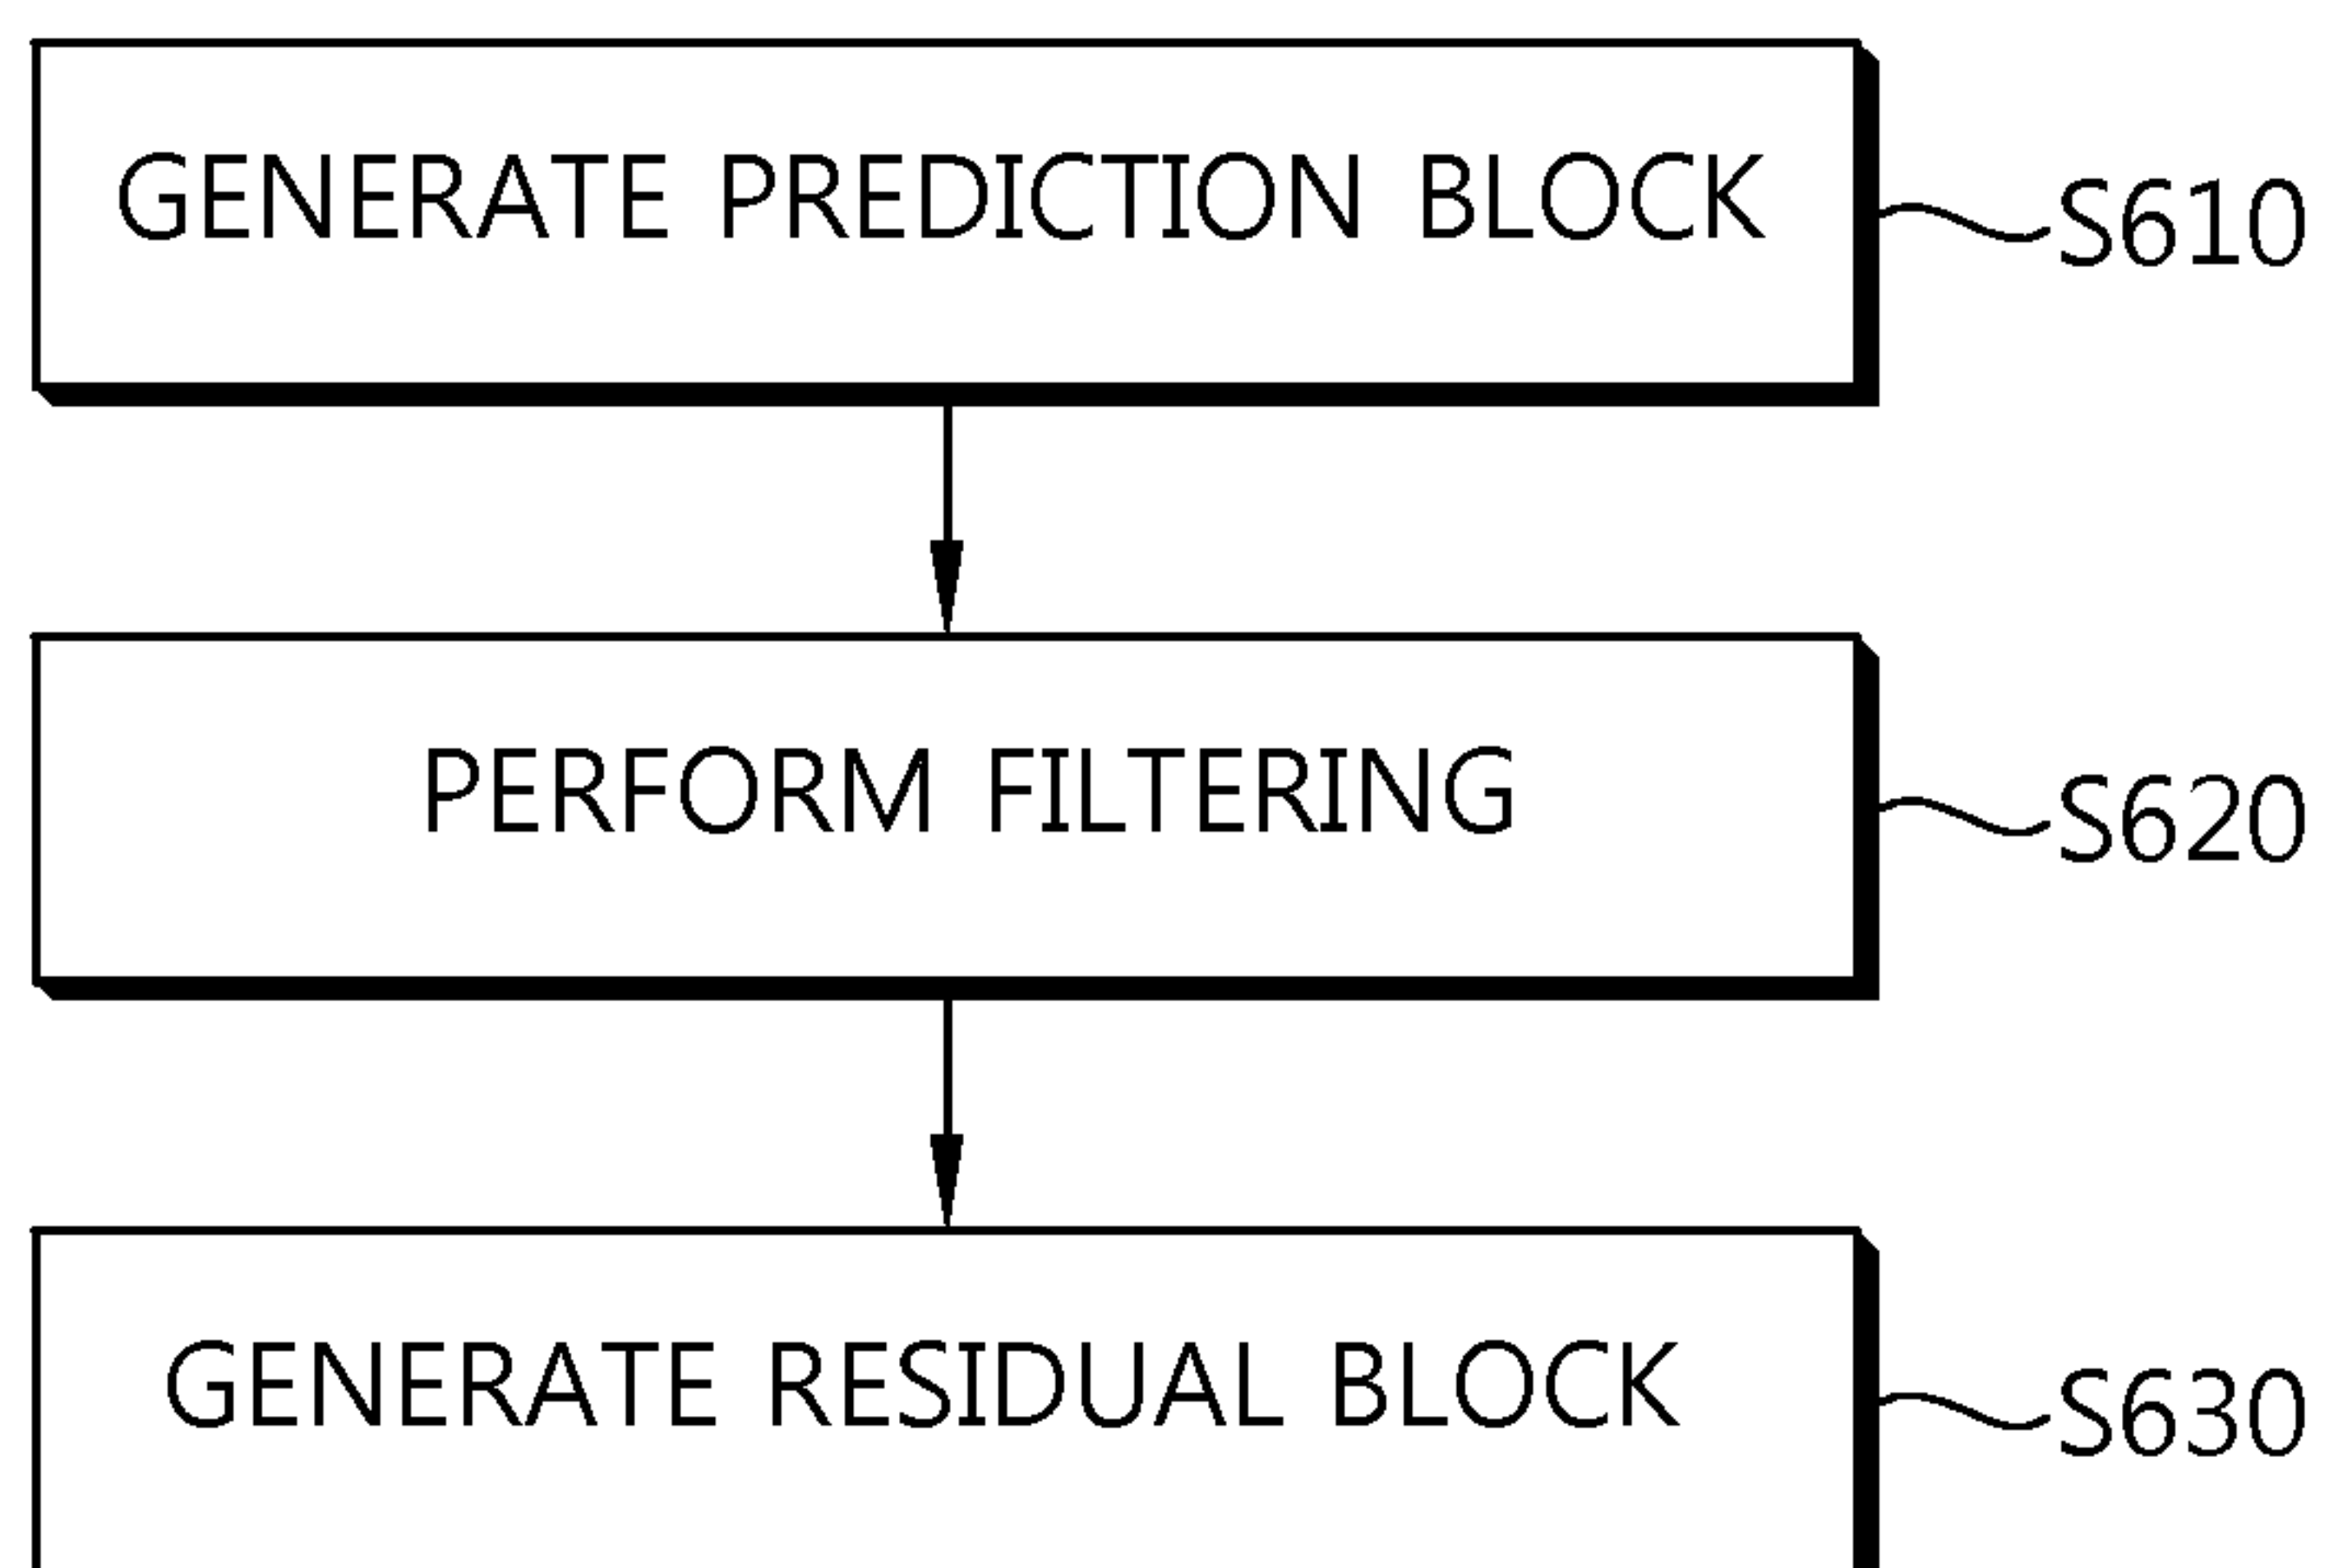 GENERATE PREDICTION BLOCK
S610
PERFORM FILTERING
S620
GENERATE RESIDUAL BLOCK
S630